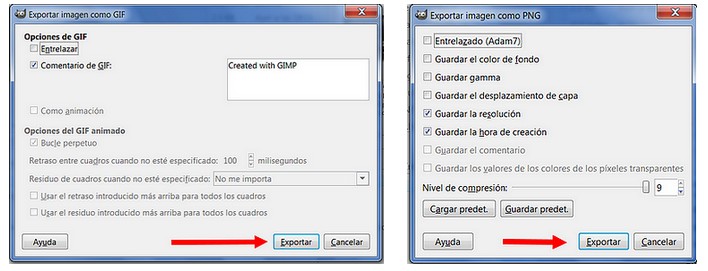 Exportar imagen como GIF
Opciones de GIF
Entrelazar
Comentario de GIF:
Created with GIMP
Como animación
Opciones del GIF animado
Bucle perpetuo
Retraso entre cuadros cuando no esté especificado: 100 milisegundos
Residuo de cuadros cuando no esté especificado: No me importa
Usar el retraso introducido más arriba para todos los cuadros
Usar el residuo introducido más arriba para todos los cuadros
Ayuda
Exportar
Cancelar
Exportar imagen como PNG
Entrelazado (Adam7)
Guardar el color de fondo
Guardar gamma
Guardar el desplazamiento de capa
Guardar la resolución
Guardar la hora de creación
Guardar el comentario
Guardar los valores de los colores de los píxeles transparentes
Nivel de compresión: 9
Cargar predet.
Guardar predet.
Ayuda
Exportar
Cancelar